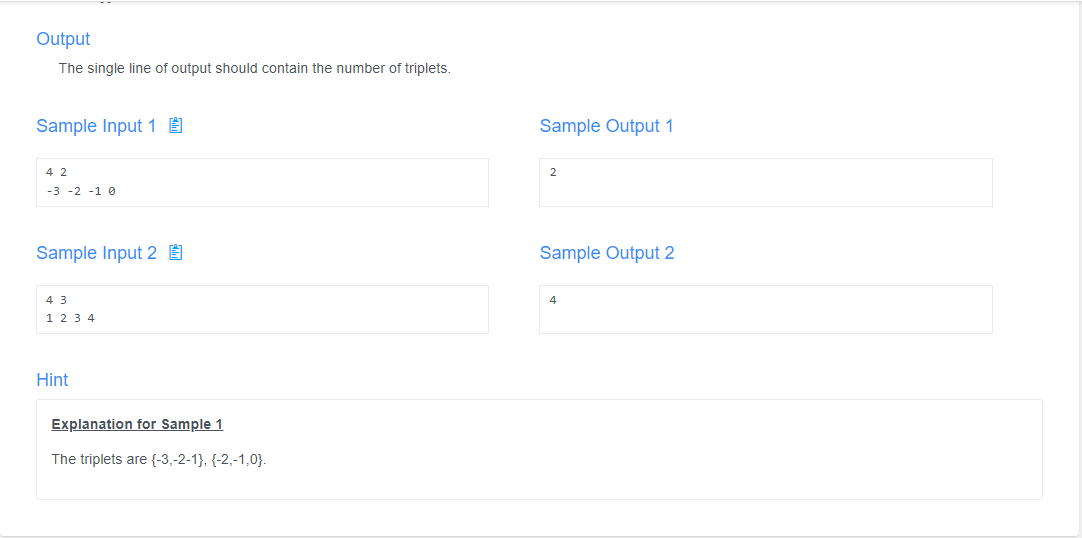 Output
The single line of output should contain the number of triplets.
Sample Input 1
Sample Output 1
4 2
-3 -2 -1 0
2
Sample Input 2
Sample Output 2
4 3
1 2 3 4
4
Hint
Explanation for Sample 1
The triplets are {-3,-2-1}, {-2,-1,0}.